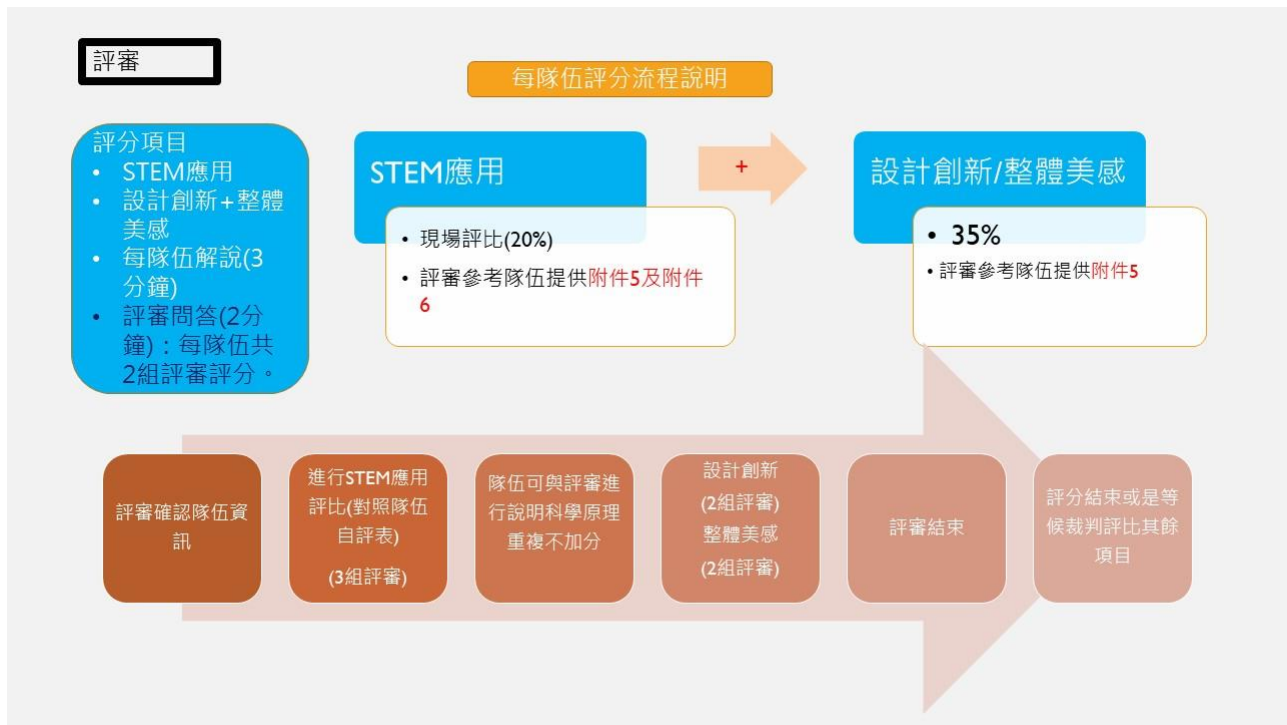 評審
每隊伍評分流程說明
評分項目
• STEM應用
• 設計創新+整體
美感
• 每隊伍解說(3
分鐘)
• 評審問答(2分
鐘)：每隊伍共
2組評審評分。
STEM應用
• 現場評比(20%)
• 評審參考隊伍提供附件5及附件
6
+
設計創新/整體美感
• 35%
• 評審參考隊伍提供附件5
評審確認隊伍資
訊
進行STEM應用
評比(對照隊伍
自評表)
(3組評審)
隊伍可與評審進
行說明科學原理
重複不加分
設計創新
(2組評審)
整體美感
(2組評審)
評審結束
評分結束或是等
候裁判評比其餘
項目